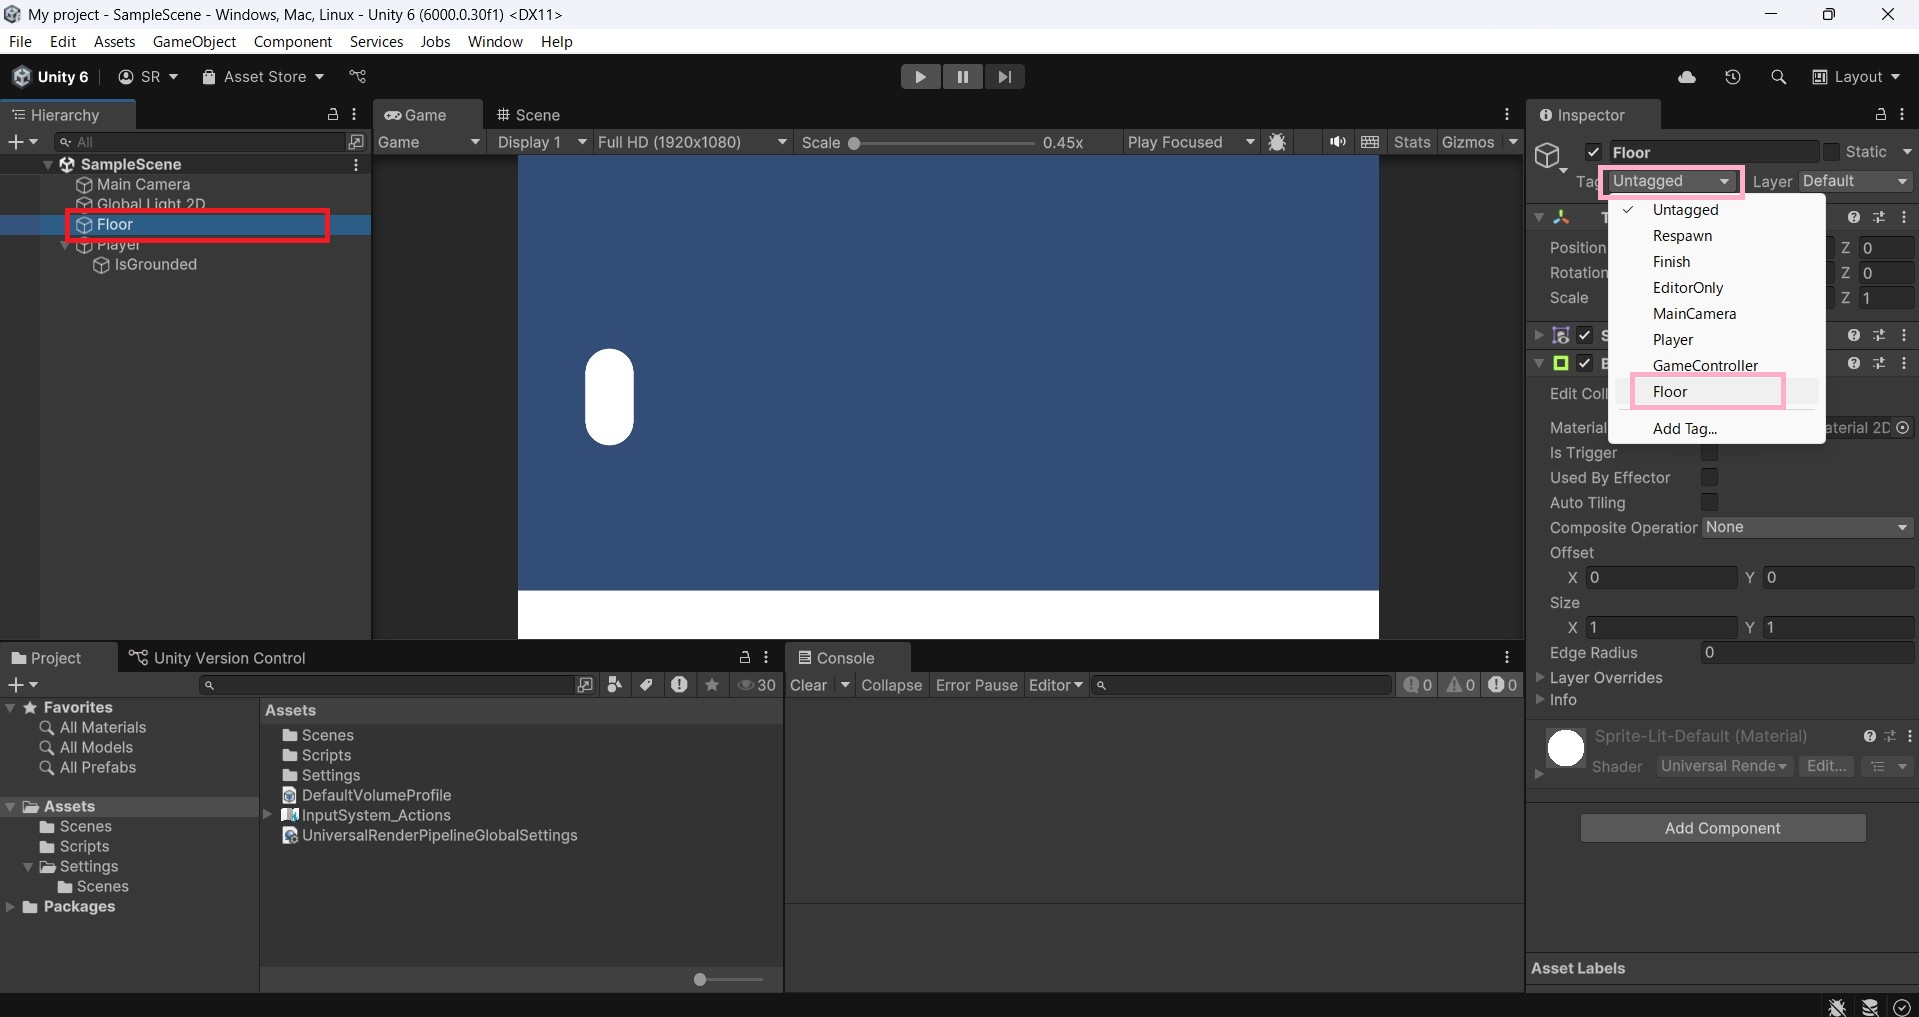 My project - SampleScene - Windows, Mac, Linux - Unity 6 (6000.0.30f1) <DX11>
File Edit Assets GameObject Component Services Jobs Window Help
Unity 6 SR Asset Store Layout
Hierarchy
All
SampleScene
Main Camera
Global Light 2D
Floor
Player
IsGrounded
Game Scene
Game Display 1 Full HD (1920x1080) Scale 0.45x Play Focused Stats Gizmos
Inspector
Floor Static
Tag Untagged Layer Default
Untagged
Respawn
Finish
EditorOnly
MainCamera
Player
GameController
Floor
Add Tag...
Position Z 0
Rotation Z 0
Scale Z 1
Edit Coll
Material aterial 2D
Is Trigger
Used By Effector
Auto Tiling
Composite Operation None
Offset
X 0 Y 0
Size
X 1 Y 1
Edge Radius 0
Layer Overrides
Info
Sprite-Lit-Default (Material)
Shader Universal Rende Edit...
Add Component
Asset Labels
Project Unity Version Control
30
Favorites
All Materials
All Models
All Prefabs
Assets
Scenes
Scripts
Settings
Scenes
Packages
Assets
Scenes
Scripts
Settings
DefaultVolumeProfile
InputSystem_Actions
UniversalRenderPipelineGlobalSettings
Console
Clear Collapse Error Pause Editor 0 0 0